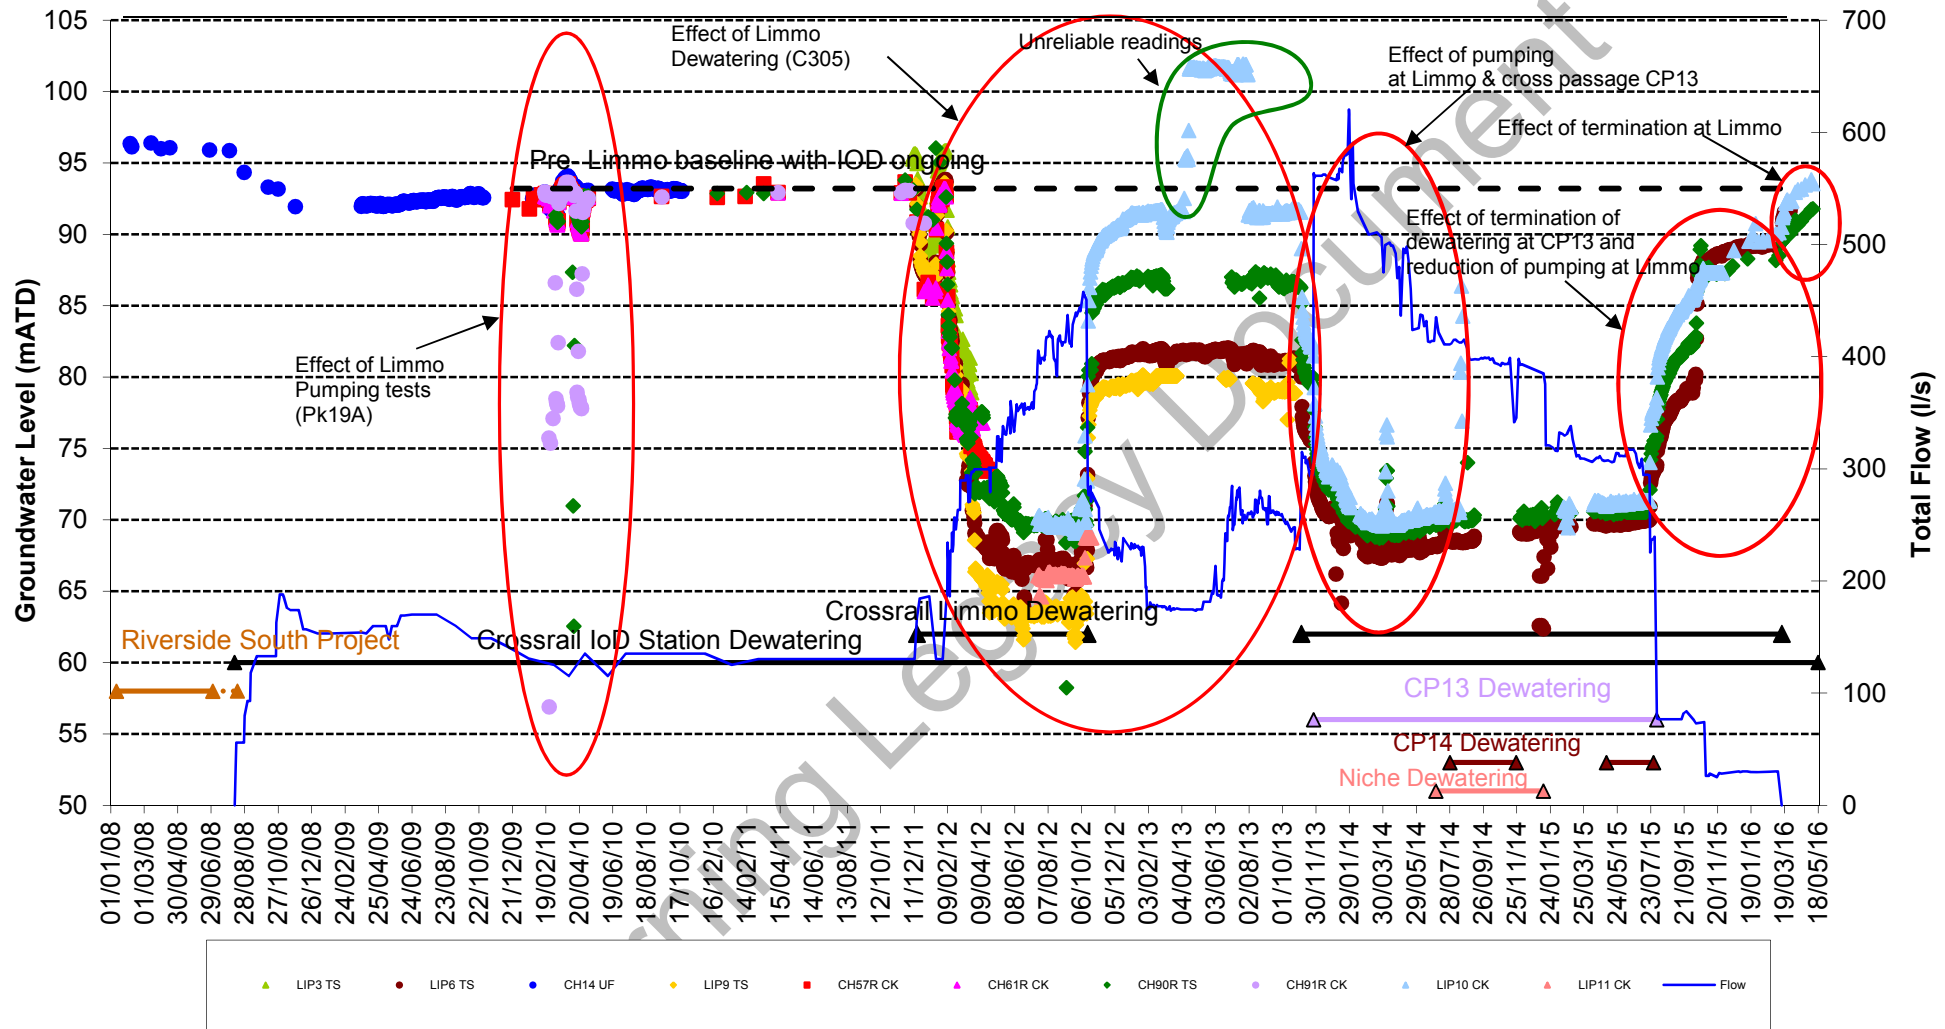 105
100
95
90
85
80
75
70
65
60
55
50
Groundwater Level (mATD)
700
600
500
400
300
200
100
0
Total Flow (l/s)
Effect of Limmo
Dewatering (C305)
Unreliable readings
Effect of pumping
at Limmo & cross passage CP13
Effect of termination at Limmo
Pre- Limmo baseline with IOD ongoing
Effect of termination of
dewatering at CP13 and
reduction of pumping at Limmo
Effect of Limmo
Pumping tests
(Pk19A)
Crossrail Limmo Dewatering
Riverside South Project
Crossrail IoD Station Dewatering
CP13 Dewatering
CP14 Dewatering
Niche Dewatering
rning Legacy Document
01/01/08
01/03/08
30/04/08
29/06/08
28/08/08
27/10/08
26/12/08
24/02/09
25/04/09
24/06/09
23/08/09
22/10/09
21/12/09
19/02/10
20/04/10
19/06/10
18/08/10
17/10/10
16/12/10
14/02/11
15/04/11
14/06/11
13/08/11
12/10/11
11/12/11
09/02/12
09/04/12
08/06/12
07/08/12
06/10/12
05/12/12
03/02/13
04/04/13
03/06/13
02/08/13
01/10/13
30/11/13
29/01/14
30/03/14
29/05/14
28/07/14
26/09/14
25/11/14
24/01/15
25/03/15
24/05/15
23/07/15
21/09/15
20/11/15
19/01/16
19/03/16
18/05/16
LIP3 TS
LIP6 TS
CH14 UF
LIP9 TS
CH57R CK
CH61R CK
CH90R TS
CH91R CK
LIP10 CK
LIP11 CK
Flow